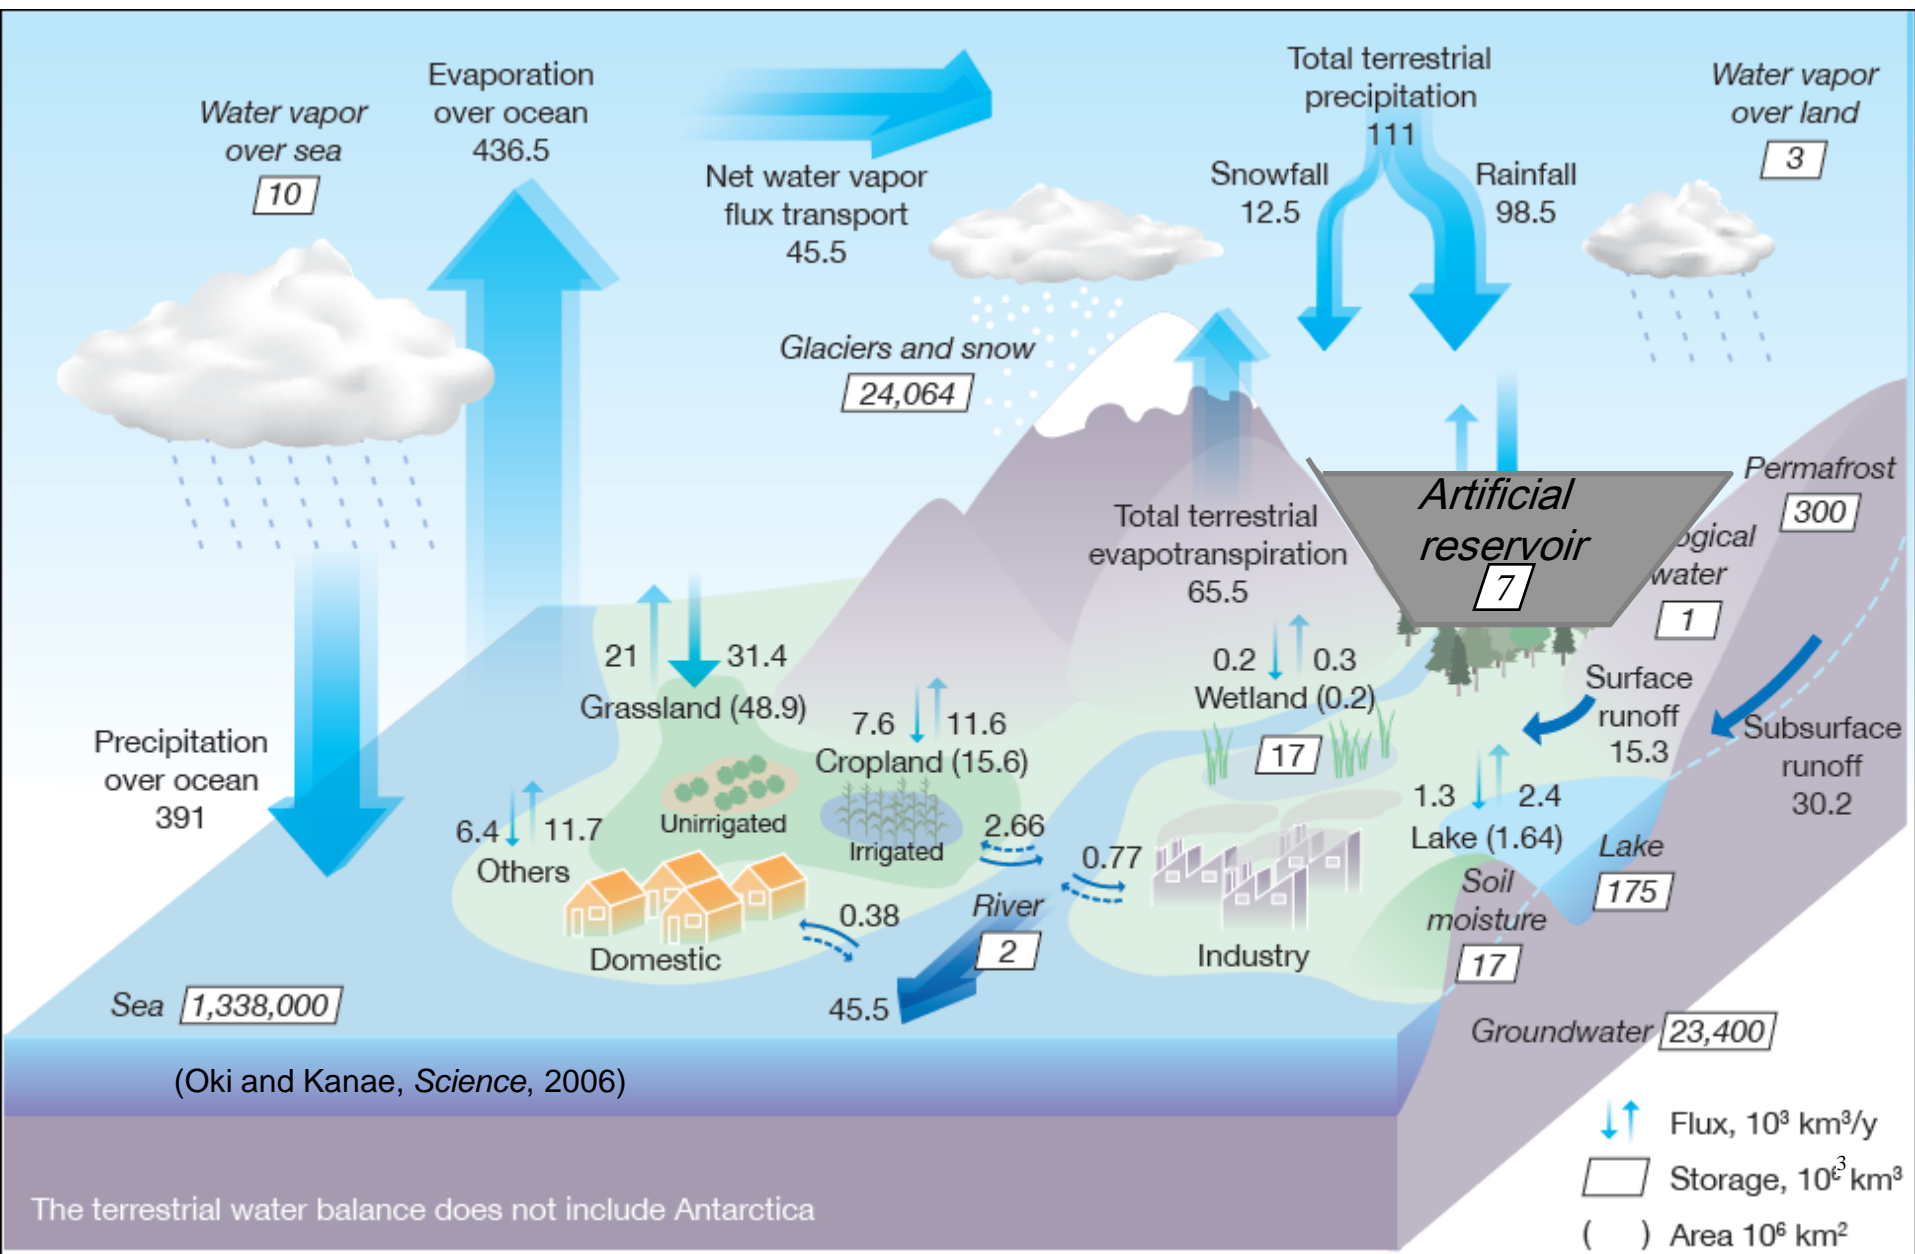 Evaporation
over ocean
436.5
Water vapor
over sea
10
Net water vapor
flux transport
45.5
Total terrestrial
precipitation
111
Snowfall
12.5
Rainfall
98.5
Water vapor
over land
3
Glaciers and snow
24,064
Permafrost
300
Artificial
reservoir
7
ogical
water
1
Total terrestrial
evapotranspiration
65.5
21
31.4
Grassland (48.9)
0.2
0.3
Wetland (0.2)
17
7.6
11.6
Cropland (15.6)
Surface
runoff
15.3
Subsurface
runoff
30.2
Precipitation
over ocean
391
6.4
11.7
Others
Unirrigated
Irrigated
2.66
0.77
1.3
2.4
Lake (1.64)
Lake
175
Soil
moisture
17
0.38
Domestic
River
2
Industry
45.5
Sea 1,338,000
Groundwater 23,400
(Oki and Kanae, Science, 2006)
Flux, 10³ km³/y
Storage, 10³ km³
( ) Area 10⁶ km²
The terrestrial water balance does not include Antarctica